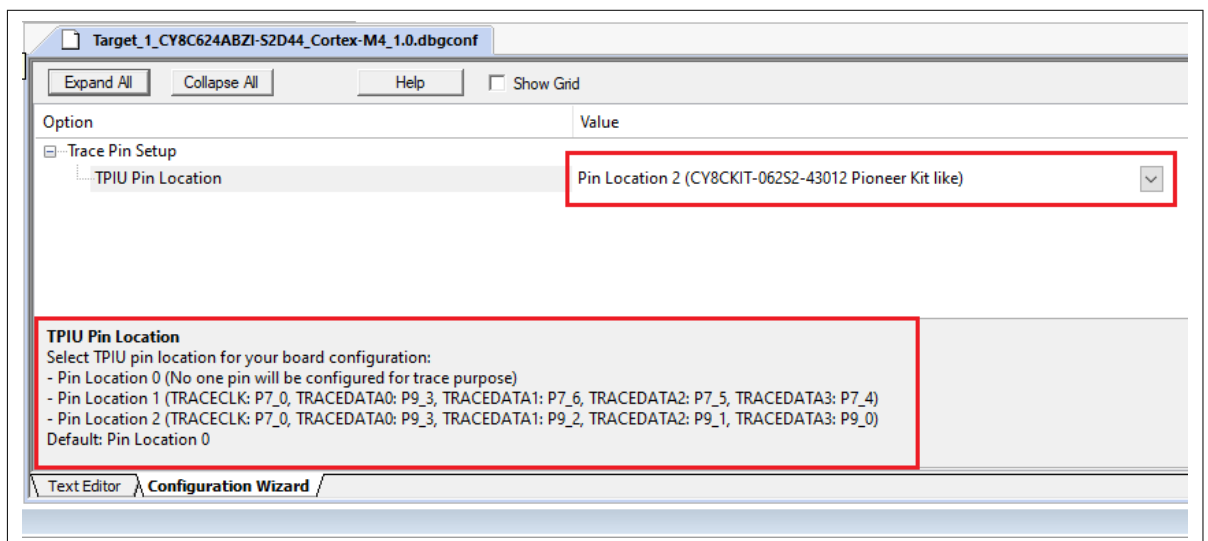 Target_1_CY8C624ABZI-S2D44_Cortex-M4_1.0.dbgconf
Expand All Collapse All Help Show Grid
Option Value
Trace Pin Setup
TPIU Pin Location Pin Location 2 (CY8CKIT-062S2-43012 Pioneer Kit like)
TPIU Pin Location
Select TPIU pin location for your board configuration:
- Pin Location 0 (No one pin will be configured for trace purpose)
- Pin Location 1 (TRACECLK: P7_0, TRACEDATA0: P9_3, TRACEDATA1: P7_6, TRACEDATA2: P7_5, TRACEDATA3: P7_4)
- Pin Location 2 (TRACECLK: P7_0, TRACEDATA0: P9_3, TRACEDATA1: P9_2, TRACEDATA2: P9_1, TRACEDATA3: P9_0)
Default: Pin Location 0
Text Editor Configuration Wizard